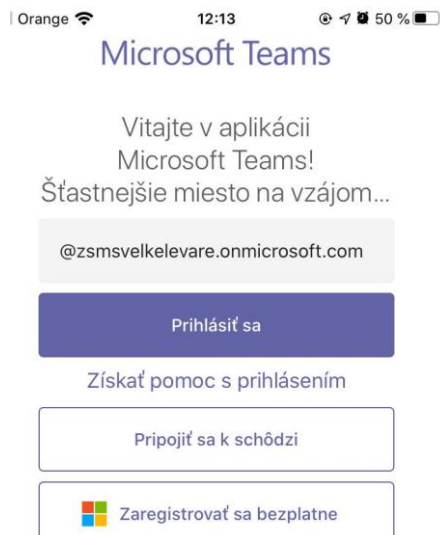 Orange 12:13 50 %
Microsoft Teams
Vitajte v aplikácii
Microsoft Teams!
Šťastnejšie miesto na vzájom...
@zsmsvelkelevare.onmicrosoft.com
Prihlásiť sa
Získať pomoc s prihlásením
Pripojiť sa k schôdzi
Zaregistrovať sa bezplatne